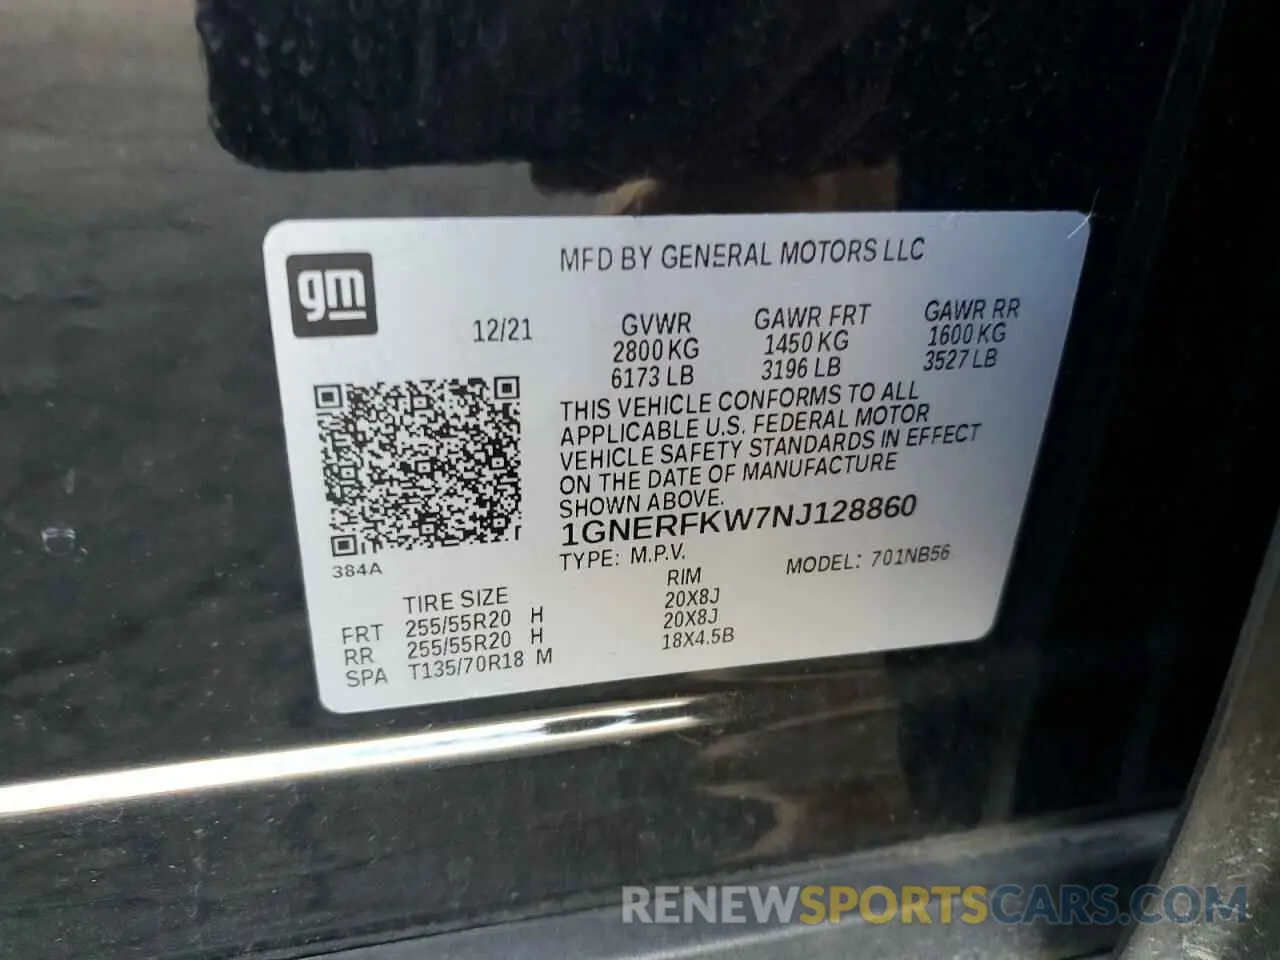 gm
MFD BY GENERAL MOTORS LLC
12/21
GVWR GAWR FRT GAWR RR
2800 KG 1450 KG 1600 KG
6173 LB 3196 LB 3527 LB
THIS VEHICLE CONFORMS TO ALL
APPLICABLE U.S. FEDERAL MOTOR
VEHICLE SAFETY STANDARDS IN EFFECT
ON THE DATE OF MANUFACTURE
SHOWN ABOVE.
1GNERFKW7NJ128860
TYPE: M.P.V. MODEL: 701NB56
384A
TIRE SIZE RIM
FRT 255/55R20 H 20X8J
RR 255/55R20 H 20X8J
SPA T135/70R18 M 18X4.5B
RENEWSPORTSCARS.COM